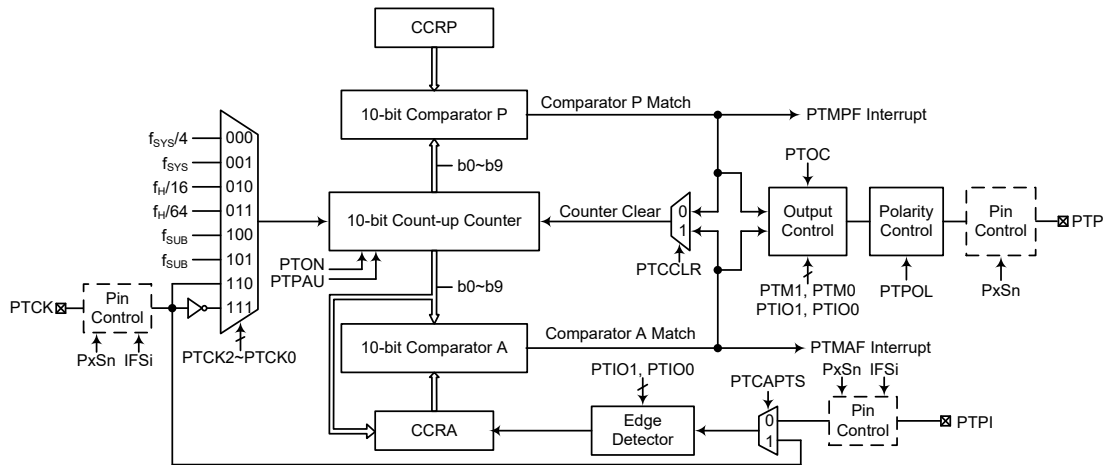 CCRP
10-bit Comparator P
Comparator P Match
PTMPF Interrupt
b0~b9
fSYS/4
000
fSYS
001
fH/16
010
fH/64
011
fSUB
100
fSUB
101
110
111
10-bit Count-up Counter
Counter Clear
0
1
PTCCLR
PTOC
Output
Control
Polarity
Control
Pin
Control
PTP
PTON
PTPAU
b0~b9
PTM1, PTM0
PTIO1, PTIO0
PTPOL
PxSn
PTCK
Pin
Control
PxSn
IFSi
PTCK2~PTCK0
10-bit Comparator A
Comparator A Match
PTMAF Interrupt
PTIO1, PTIO0
PTCAPTS
PxSn
IFSi
CCRA
Edge
Detector
0
1
Pin
Control
PTPI